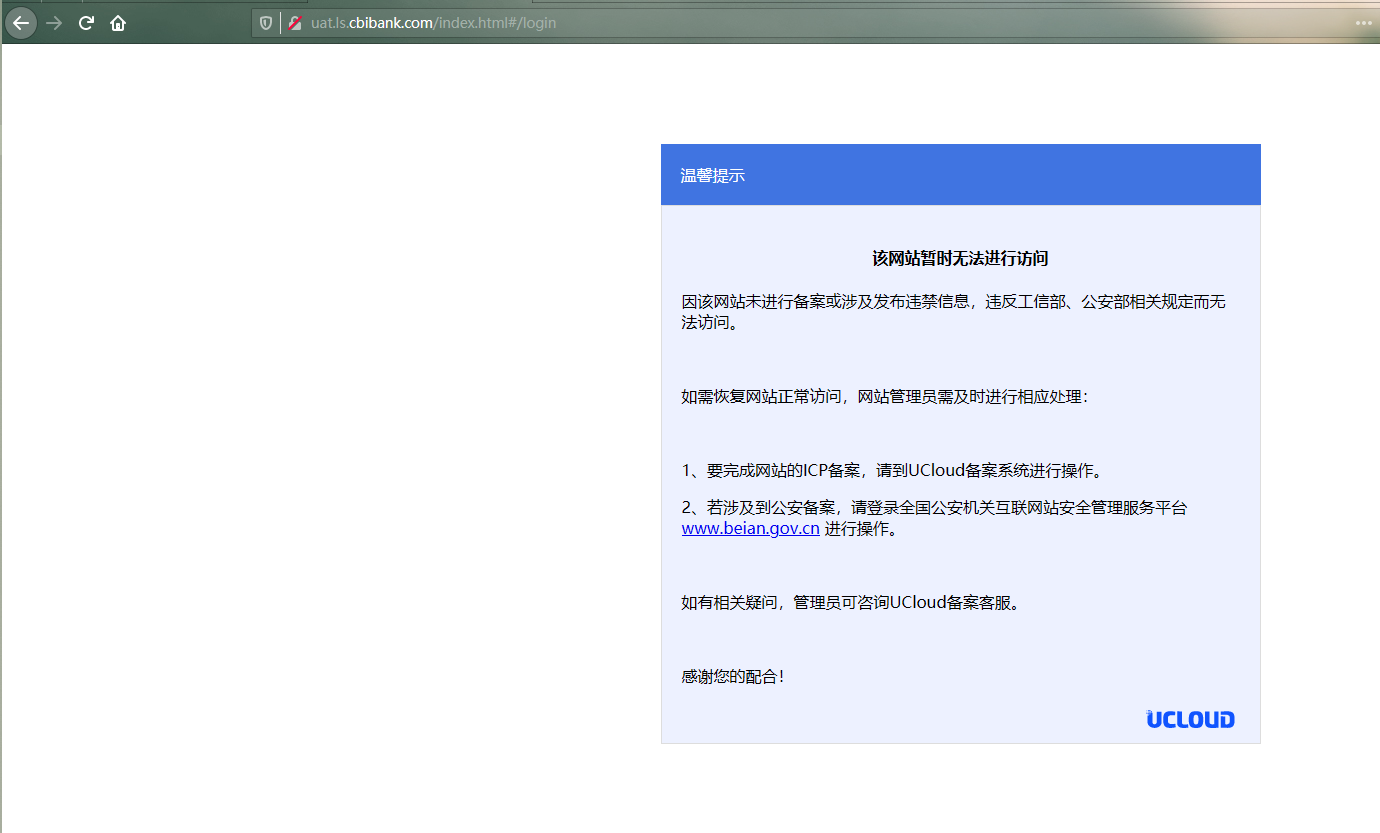 uat.ls.cbibank.com/index.html#/login
温馨提示
该网站暂时无法进行访问
因该网站未进行备案或涉及发布违禁信息，违反工信部、公安部相关规定而无
法访问。
如需恢复网站正常访问，网站管理员需及时进行相应处理：
1、要完成网站的ICP备案，请到UCloud备案系统进行操作。
2、若涉及到公安备案，请登录全国公安机关互联网站安全管理服务平台
www.beian.gov.cn 进行操作。
如有相关疑问，管理员可咨询UCloud备案客服。
感谢您的配合！
UCLOUD